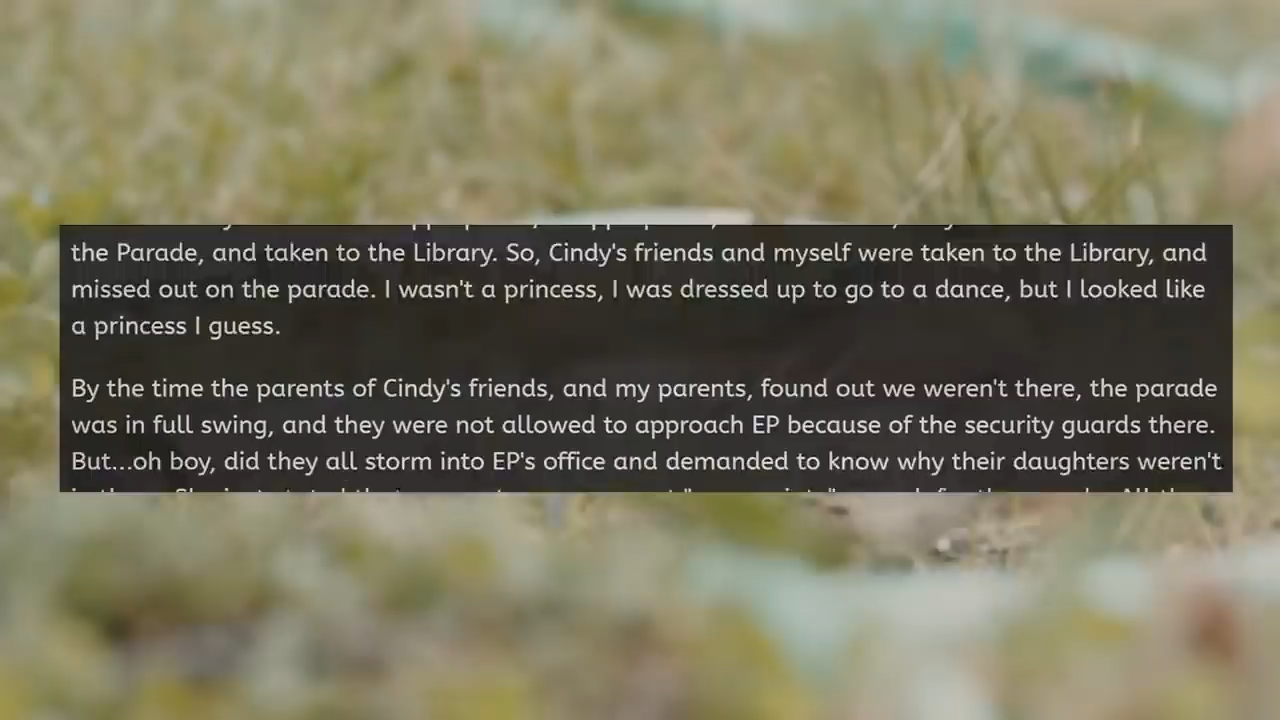 the Parade, and taken to the Library. So, Cindy's friends and myself were taken to the Library, and
missed out on the parade. I wasn't a princess, I was dressed up to go to a dance, but I looked like
a princess I guess.
By the time the parents of Cindy's friends, and my parents, found out we weren't there, the parade
was in full swing, and they were not allowed to approach EP because of the security guards there.
But...oh boy, did they all storm into EP's office and demanded to know why their daughters weren't